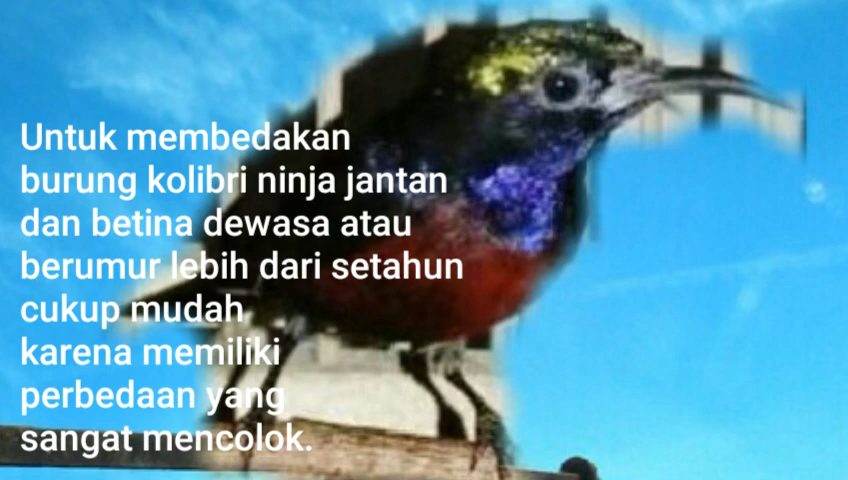 Untuk membedakan
burung kolibri ninja jantan
dan betina dewasa atau
berumur lebih dari setahun
cukup mudah
karena memiliki
perbedaan yang
sangat mencolok.